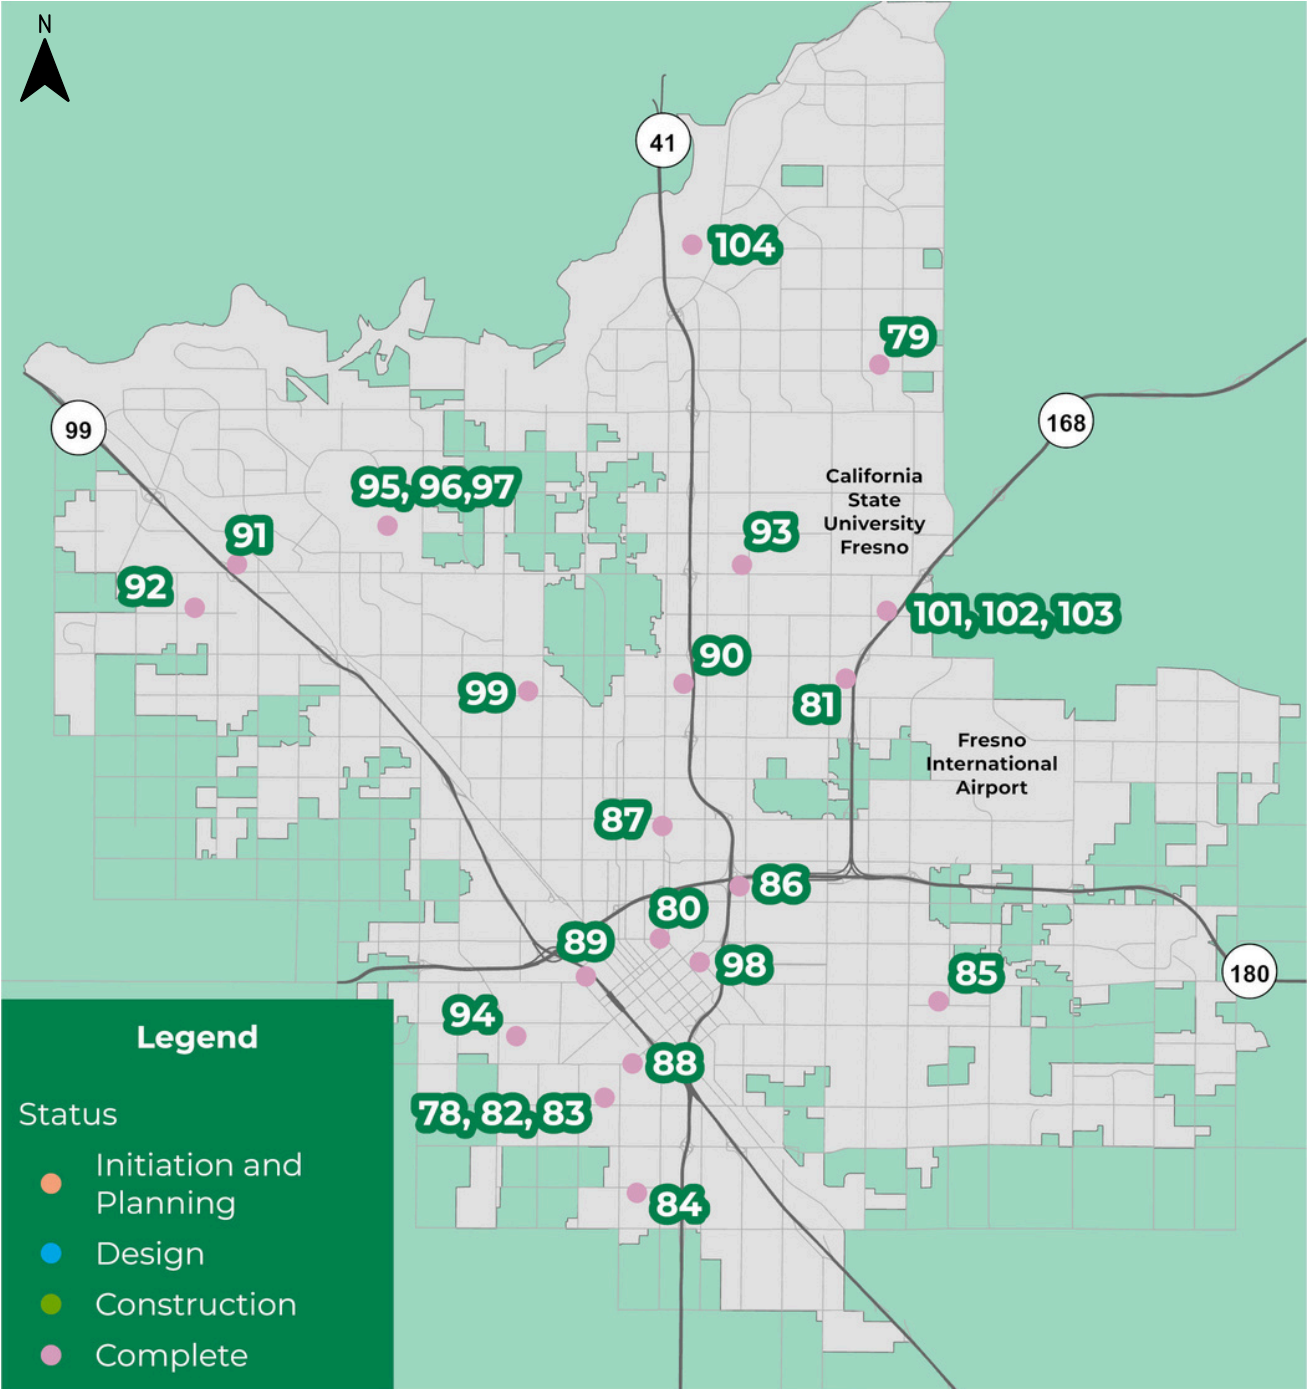 N
41
104
79
99
168
95, 96,97
California
State
University
Fresno
91
93
92
101, 102, 103
90
99
81
Fresno
International
Airport
87
86
80
89
98
85
180
94
88
78, 82, 83
84
Legend
Status
Initiation and
Planning
Design
Construction
Complete